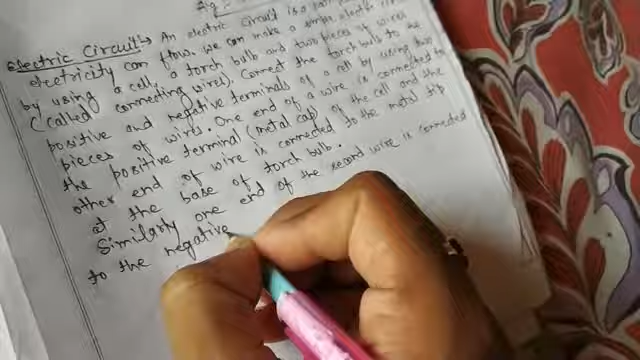 Fig :-
Electric Circuit :- An electric circuit is a
electricity can flow. we can make a simple electric
by using a cell, a torch bulb and two pieces of wires
(called connecting wires). Connect the torch bulb to the
positive and negative terminals of a cell by using two
pieces of wires. One end of a wire is connected to
the positive terminal (metal cap) of the cell and the
other end of wire is connected to the metal tip
at the base of torch bulb.
Similarly one end of the second wire is connected
to the negative